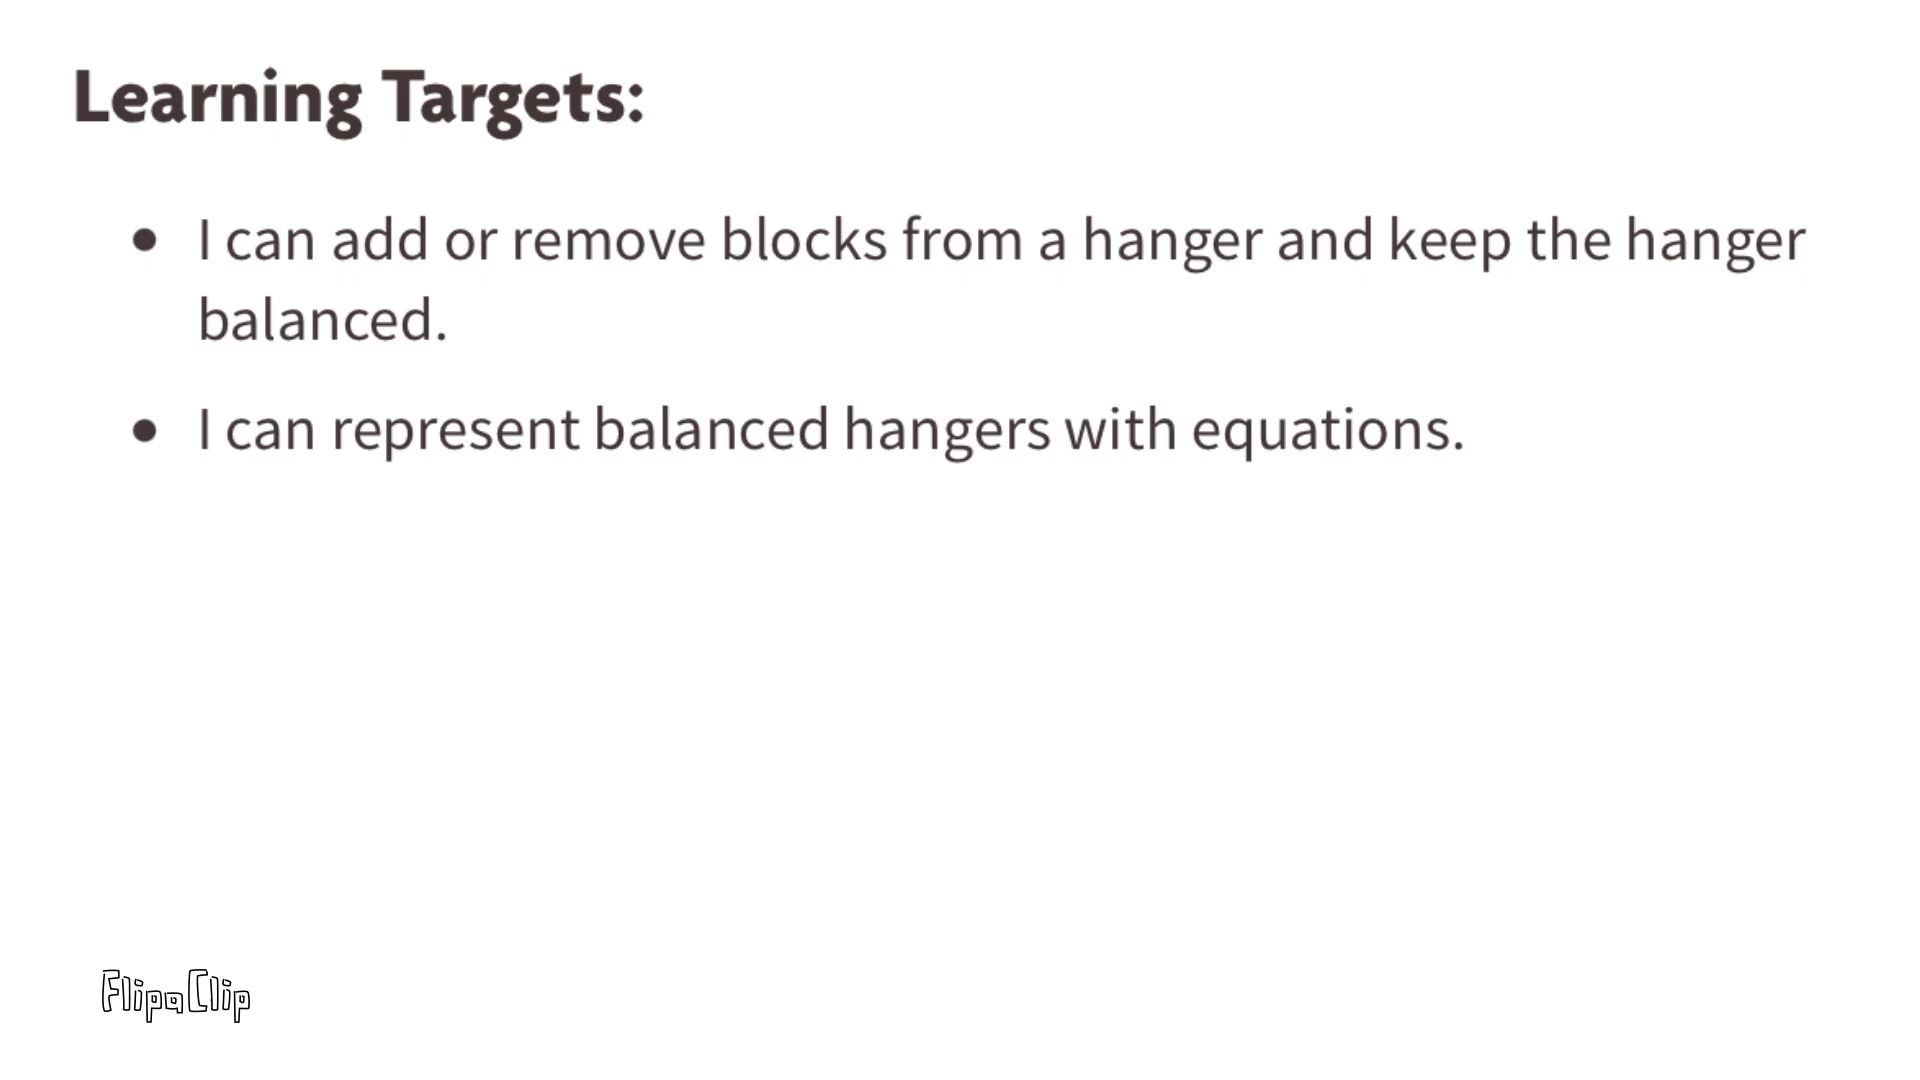 Learning Targets:
• I can add or remove blocks from a hanger and keep the hanger
balanced.
• I can represent balanced hangers with equations.
FlipaClip